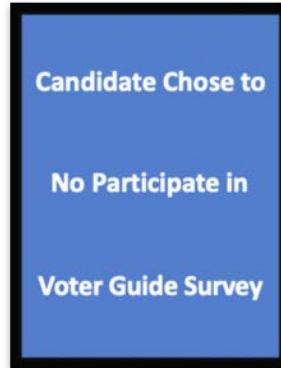 Candidate Chose to
No Participate in
Voter Guide Survey